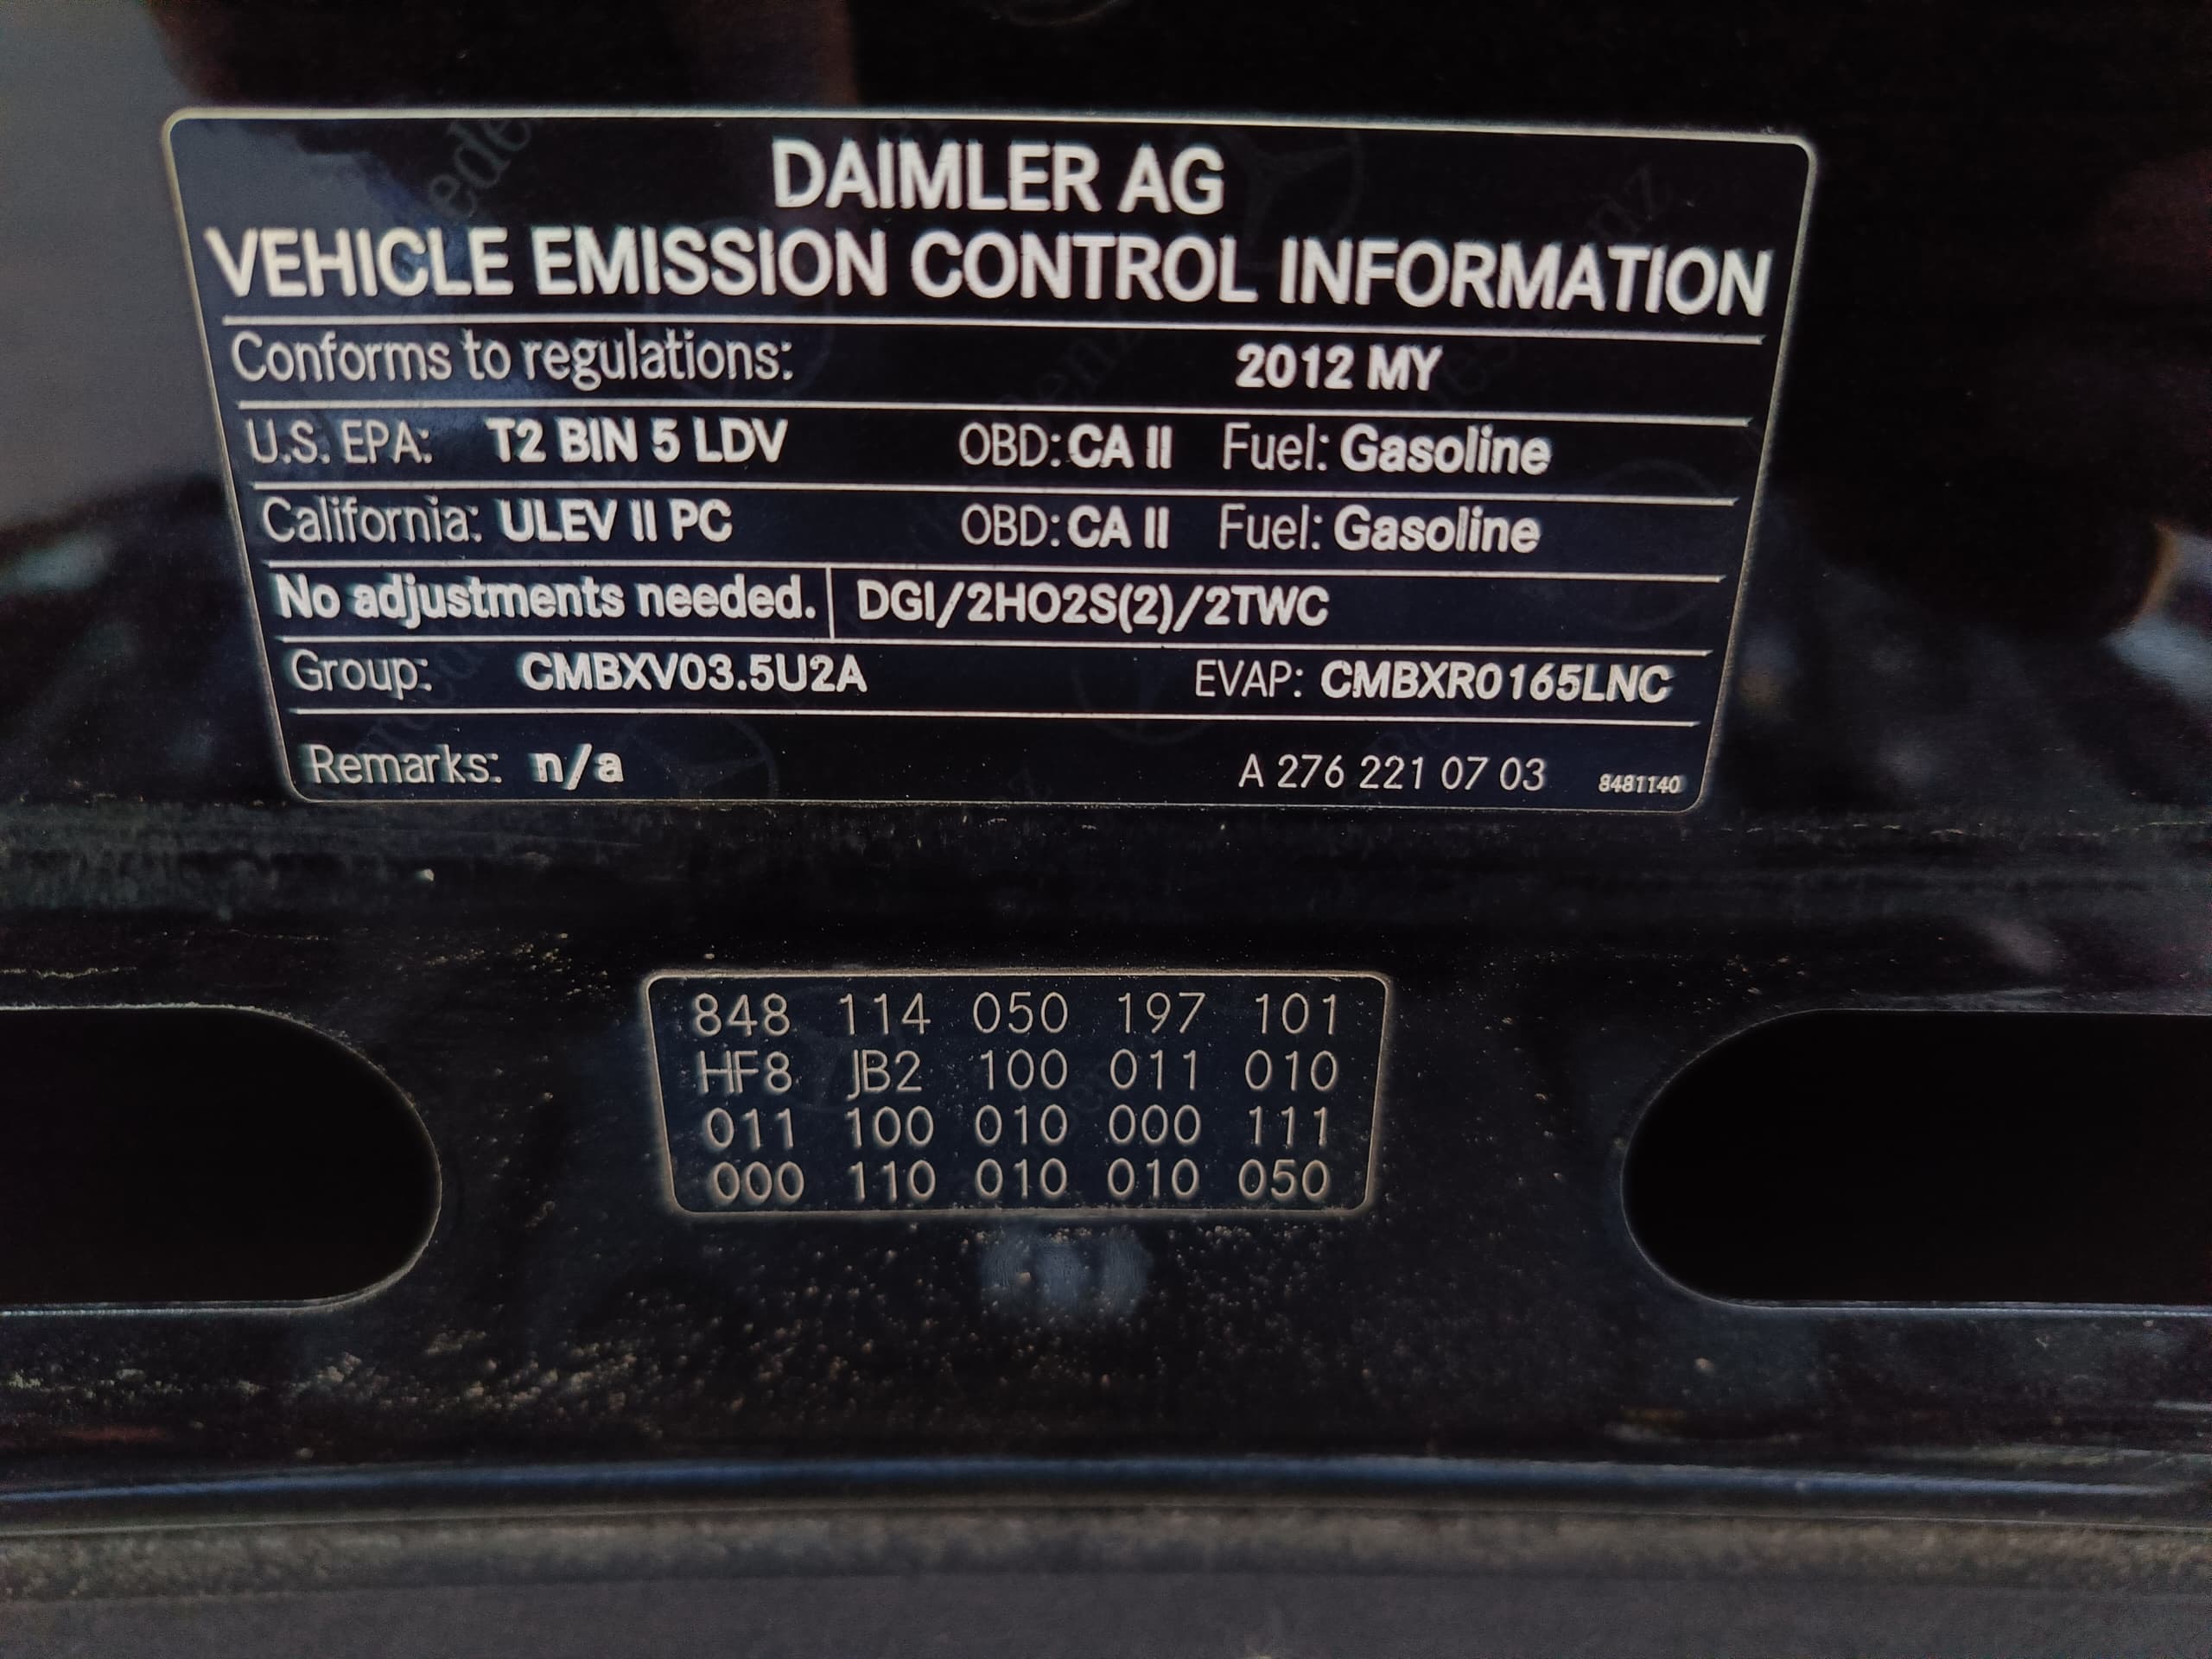 DAIMLER AG
VEHICLE EMISSION CONTROL INFORMATION
Conforms to regulations: 2012 MY
U.S. EPA: T2 BIN 5 LDV OBD: CA II Fuel: Gasoline
California: ULEV II PC OBD: CA II Fuel: Gasoline
No adjustments needed. DGI/2HO2S(2)/2TWC
Group: CMBXV03.5U2A EVAP: CMBXR0165LNC
Remarks: n/a A 276 221 07 03 8481140
848 114 050 197 101
HF8 JB2 100 011 010
011 100 010 000 111
000 110 010 010 050